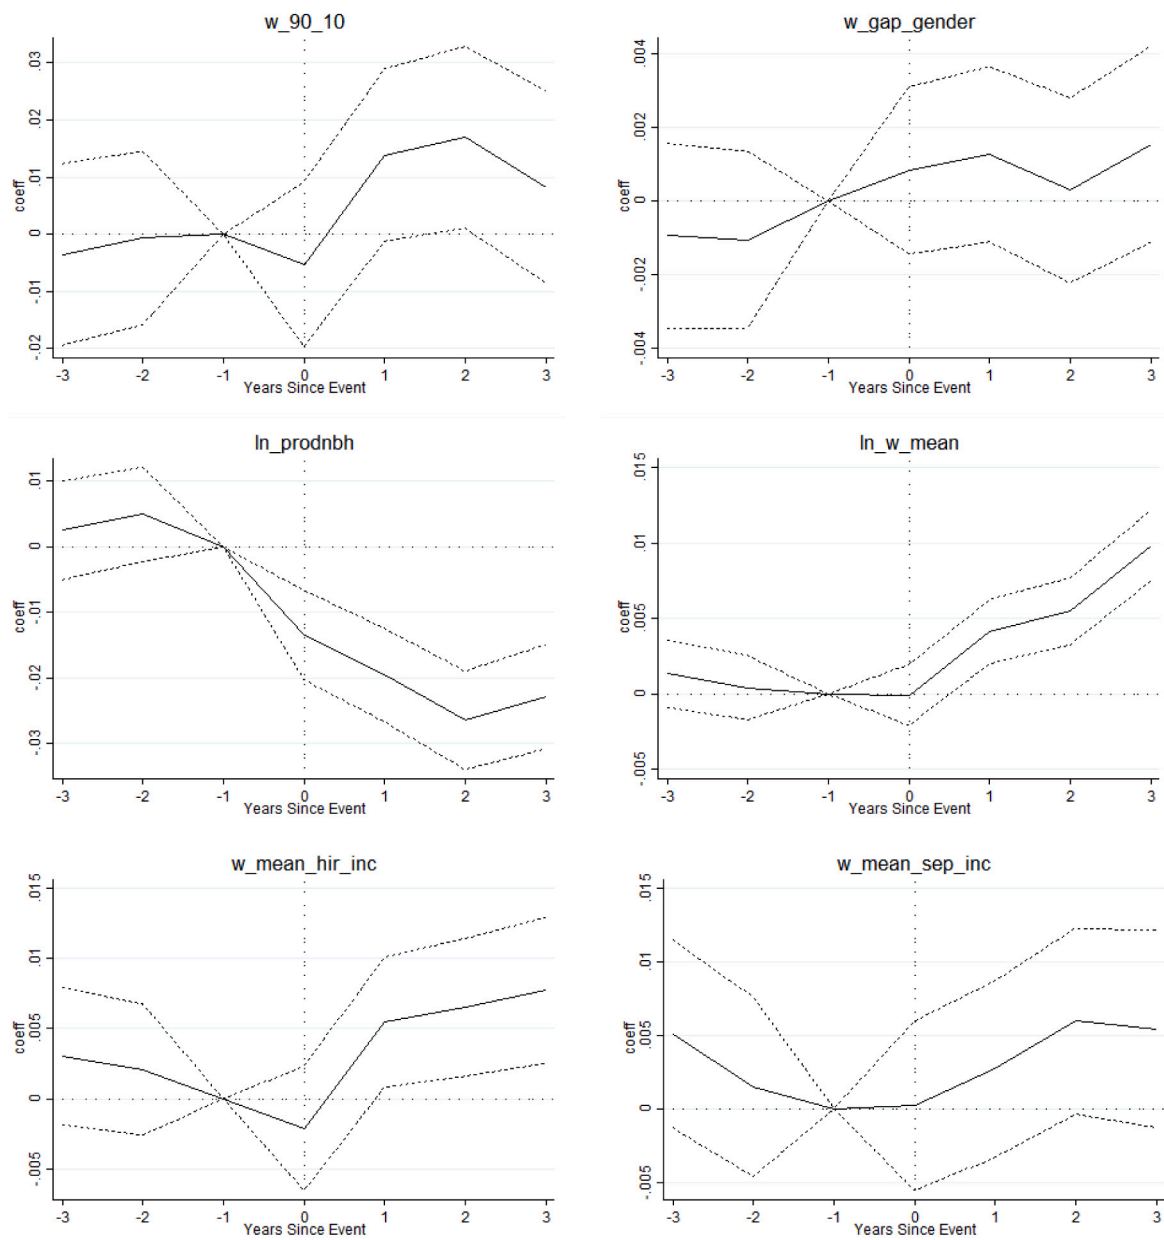 w_90_10
.03
.02
.01
0
-.01
-.02
coeff
-3 -2 -1 0 1 2 3
Years Since Event
w_gap_gender
.004
.002
0
-.002
-.004
coeff
-3 -2 -1 0 1 2 3
Years Since Event
ln_prodnbh
.01
0
-.01
-.02
-.03
coeff
-3 -2 -1 0 1 2 3
Years Since Event
ln_w_mean
.015
.01
.005
0
-.005
coeff
-3 -2 -1 0 1 2 3
Years Since Event
w_mean_hir_inc
.015
.01
.005
0
-.005
coeff
-3 -2 -1 0 1 2 3
Years Since Event
w_mean_sep_inc
.015
.01
.005
0
-.005
coeff
-3 -2 -1 0 1 2 3
Years Since Event